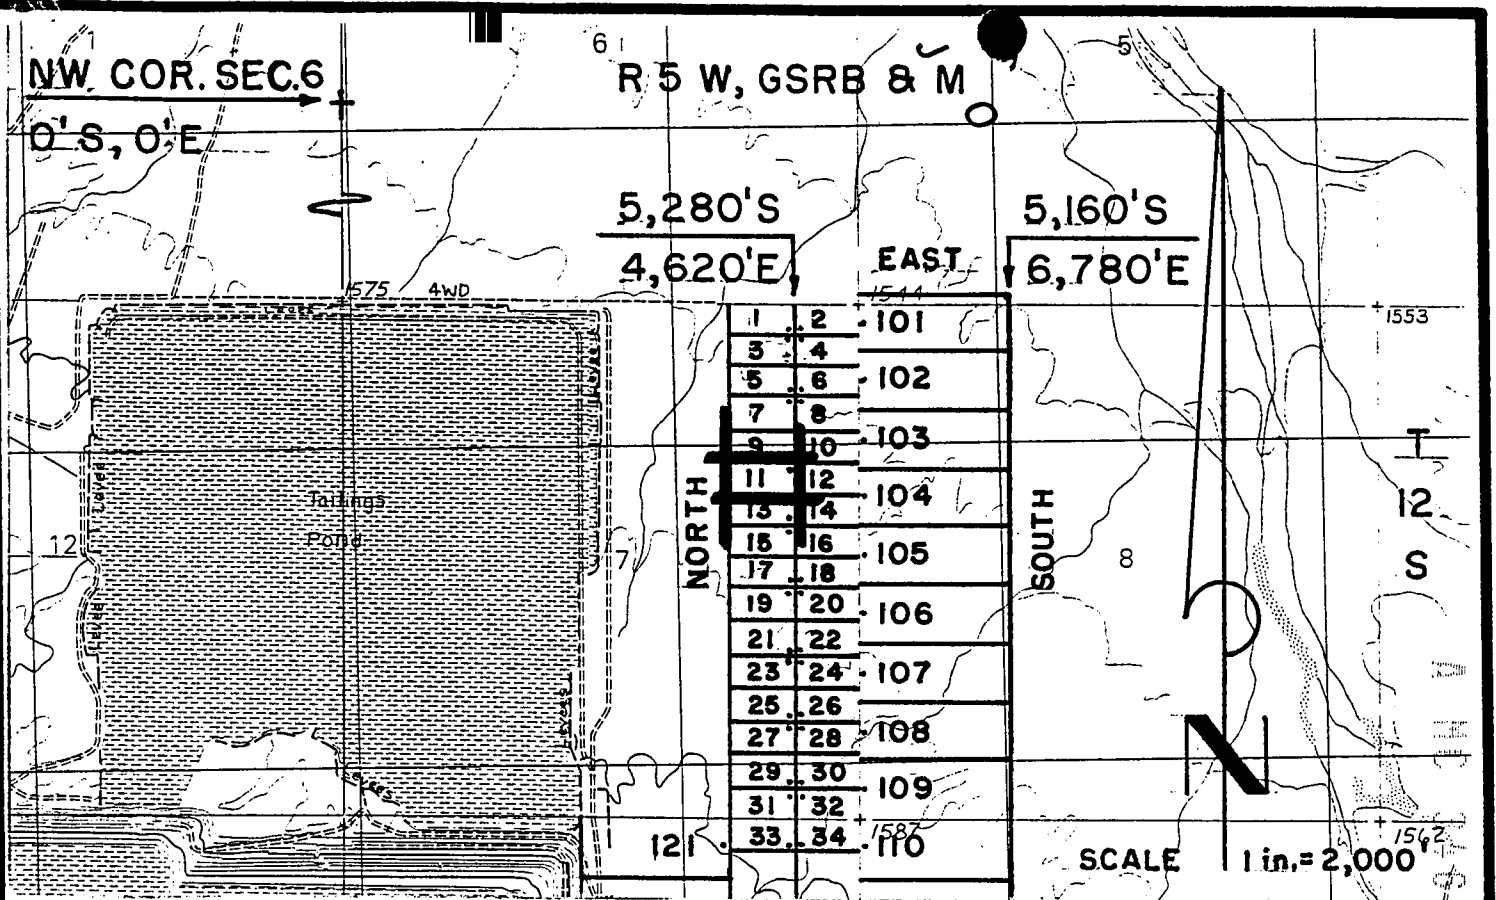 6 5
NW COR. SEC.6 R 5 W, GSRB & M
0'S, 0'E
5,280'S 5,160'S
4,620'E EAST 6,780'E
1575 4WD 1544
1553
1 2 101
3 4
5 6 102
7 8
9 10 103
T
11 12 104
12
13 14
Tailings
Pond
NORTH
SOUTH
12 7 8
S
15 16 105
17 18
19 20 106
21 22
23 24 107
25 26
27 28 108
N
29 30
31 32 109
33 34 110
121
1587
1562
Levee
Levee
Levees
Levees
SCALE 1 in.= 2,000'